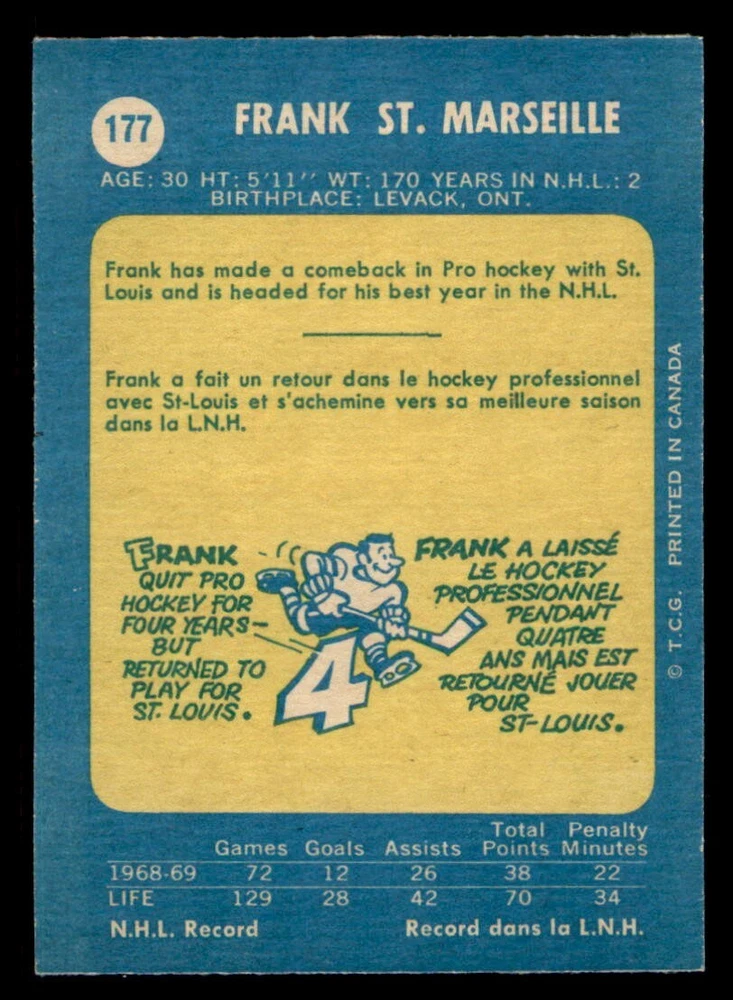 177
FRANK ST. MARSEILLE
AGE: 30 HT: 5'11'' WT: 170 YEARS IN N.H.L.: 2
BIRTHPLACE: LEVACK, ONT.
Frank has made a comeback in Pro hockey with St.
Louis and is headed for his best year in the N.H.L.
Frank a fait un retour dans le hockey professionnel
avec St-Louis et s'achemine vers sa meilleure saison
dans la L.N.H.
FRANK
QUIT PRO
HOCKEY FOR
FOUR YEARS-
BUT
RETURNED TO
PLAY FOR
ST. LOUIS.
4
FRANK A LAISSÉ
LE HOCKEY
PROFESSIONNEL
PENDANT
QUATRE
ANS MAIS EST
RETOURNÉ JOUER
POUR
ST-LOUIS.
© T.C.G. PRINTED IN CANADA
Total Penalty
Games Goals Assists Points Minutes
1968-69 72 12 26 38 22
LIFE 129 28 42 70 34
N.H.L. Record Record dans la L.N.H.